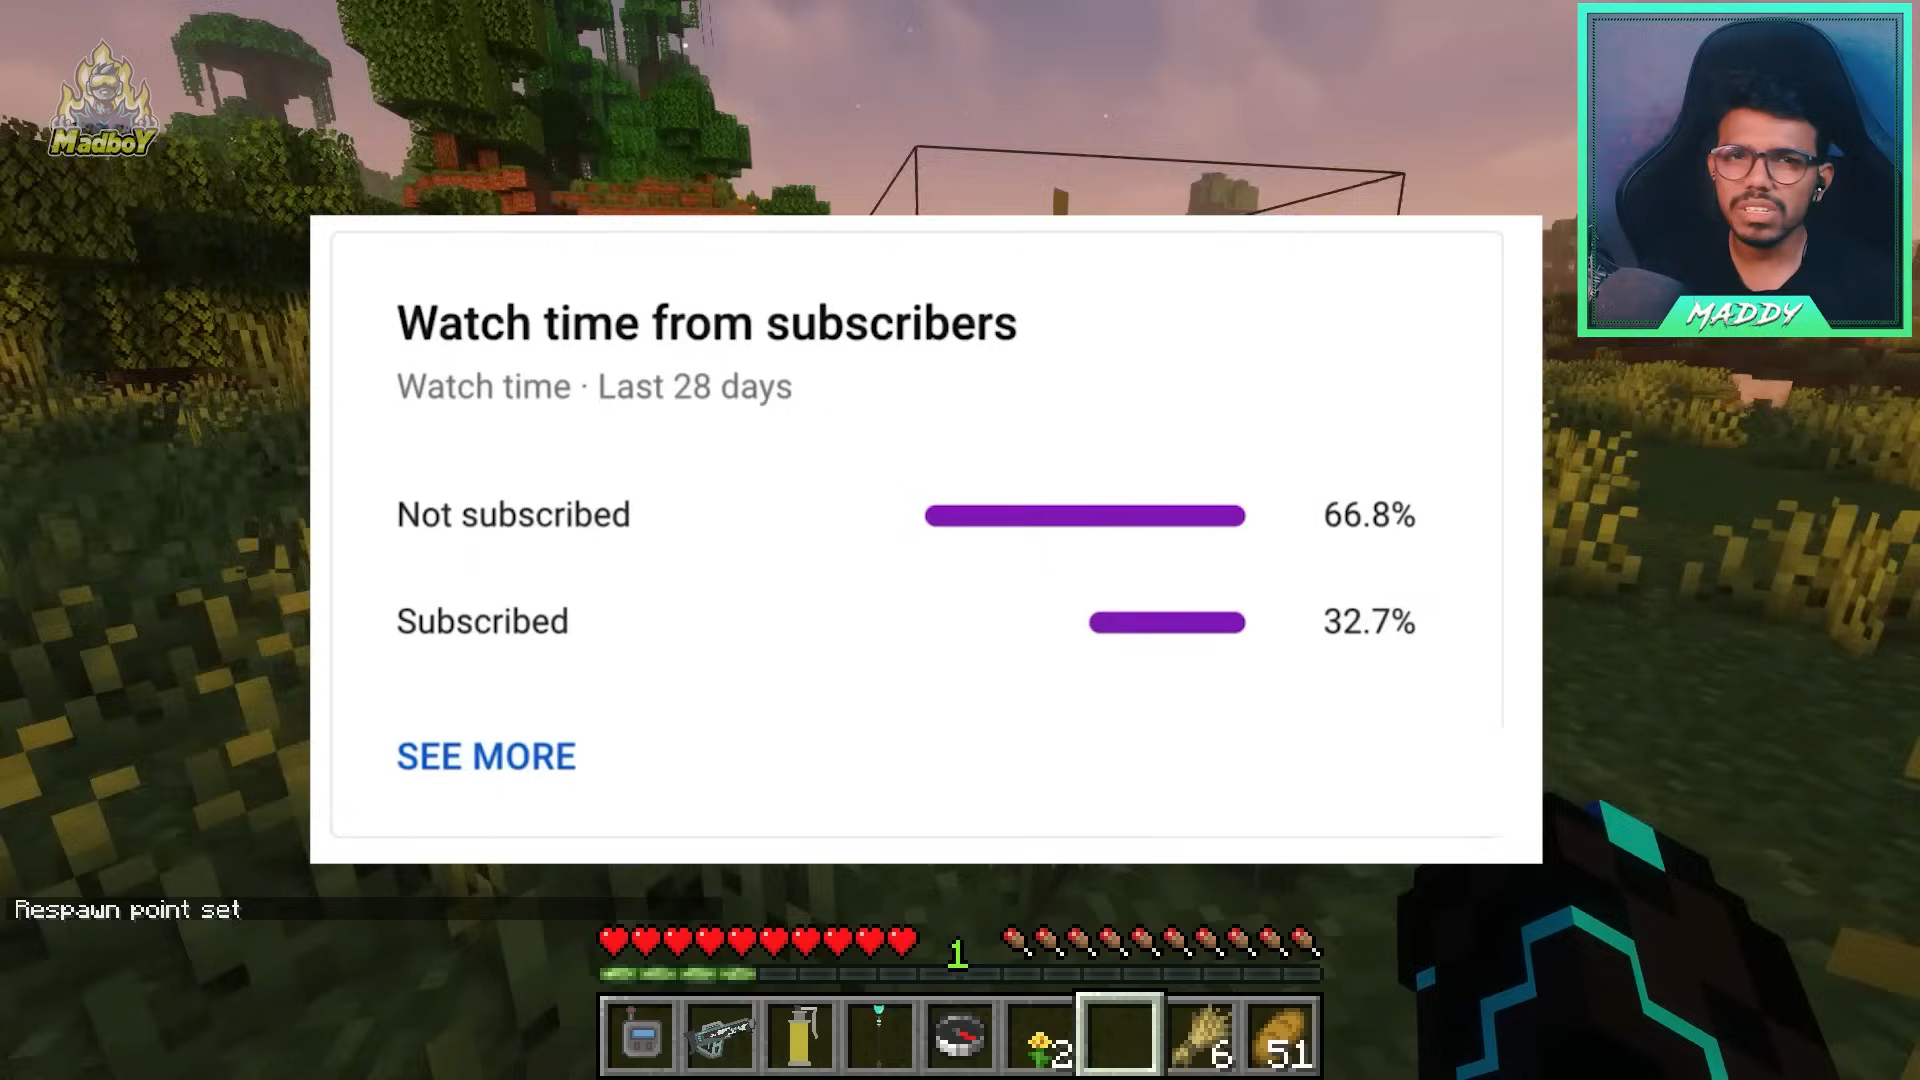 MadboY
MADDY
Watch time from subscribers
Watch time · Last 28 days
Not subscribed 66.8%
Subscribed 32.7%
SEE MORE
Respawn point set
1
2
6
51